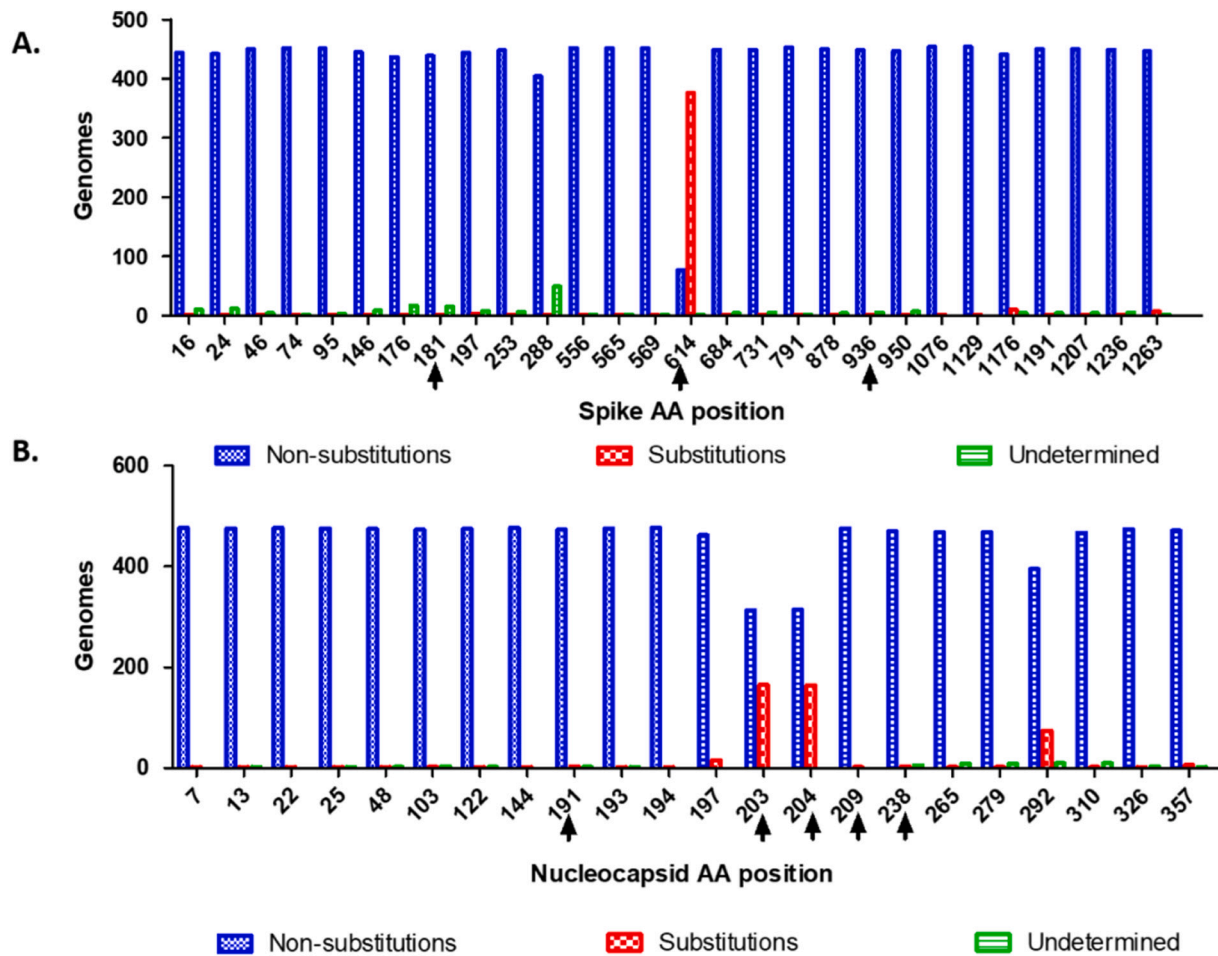 A.
500
400
300
200
100
0
Genomes
16 24 46 74 95 146 176 181 197 253 288 556 565 569 614 684 731 791 878 936 950 1076 1129 1176 1191 1207 1236 1263
Spike AA position
Non-substitutions Substitutions Undetermined
B.
600
400
200
0
Genomes
7 13 22 25 48 103 122 144 191 193 194 197 203 204 209 238 265 279 292 310 326 357
Nucleocapsid AA position
Non-substitutions Substitutions Undetermined